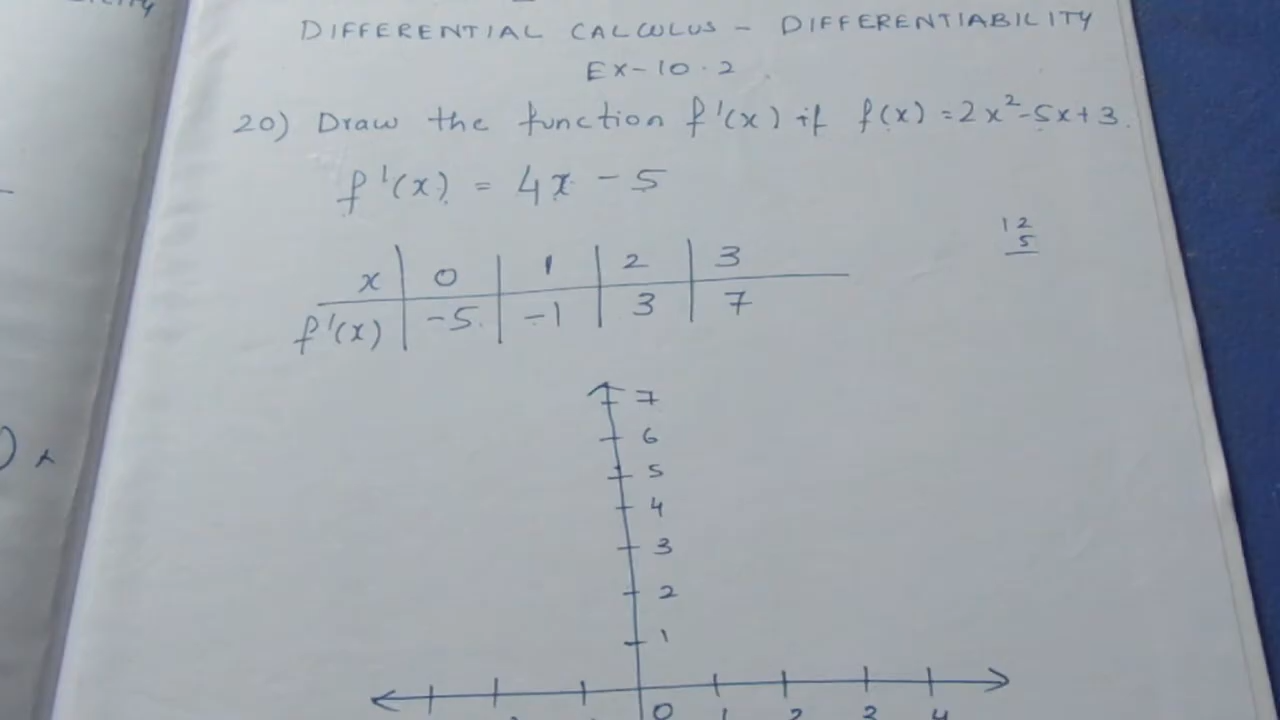 DIFFERENTIAL CALCULUS - DIFFERENTIABILITY
EX-10.2
20) Draw the function f'(x) if f(x) = 2x²-5x+3.
f'(x) = 4x - 5
12
5
x | 0 | 1 | 2 | 3
f'(x) | -5 | -1 | 3 | 7
7
6
5
4
3
2
1
0 1 2 3 4